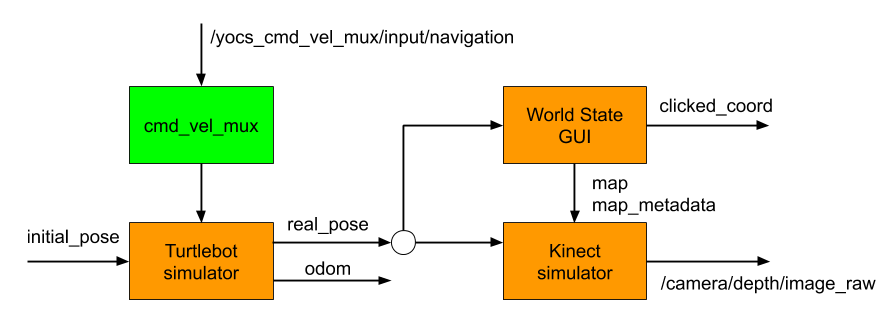 /yocs_cmd_vel_mux/input/navigation
cmd_vel_mux
World State
GUI
clicked_coord
map
map_metadata
initial_pose
Turtlebot
simulator
real_pose
odom
Kinect
simulator
/camera/depth/image_raw